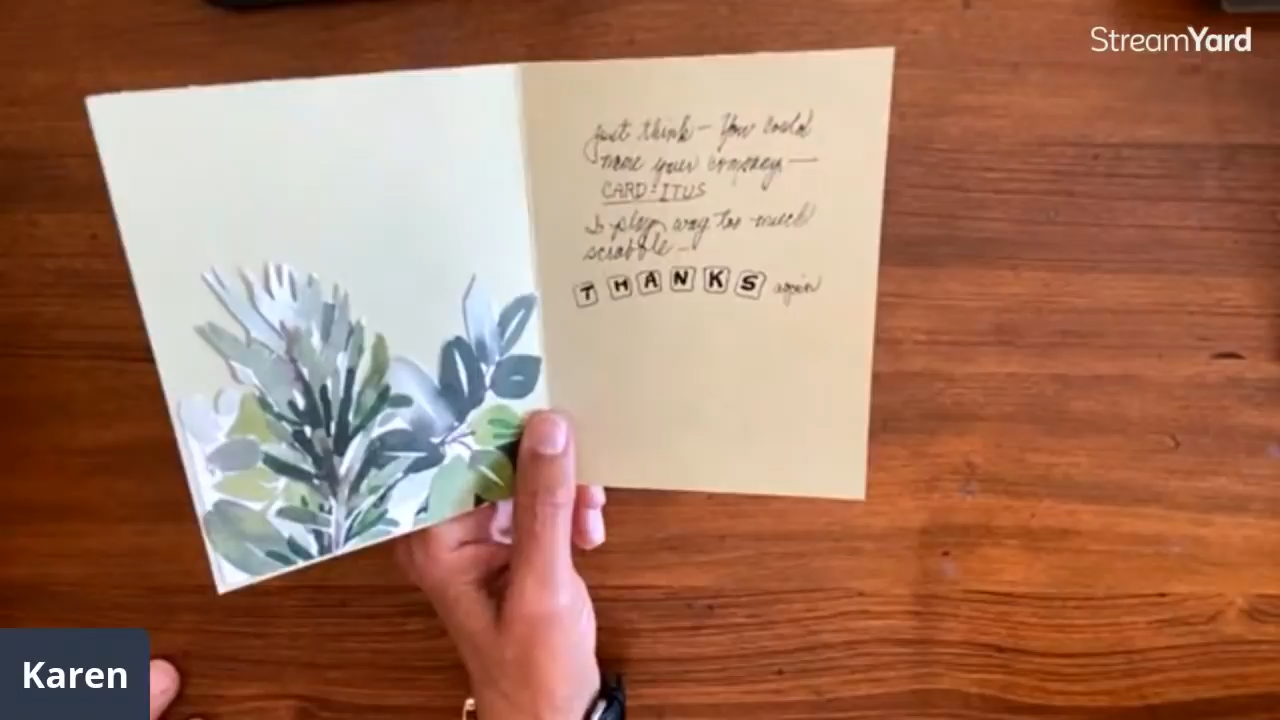 StreamYard
just think — You could
name your company —
CARD-ITUS
I play way too much
scrabble —
THANKS again
Karen